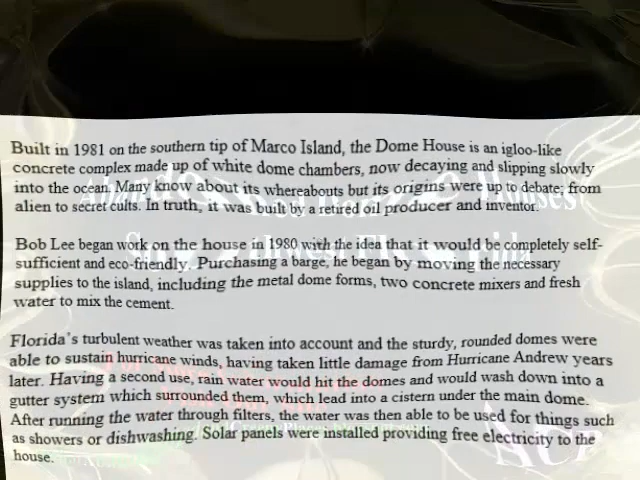 Built in 1981 on the southern tip of Marco Island, the Dome House is an igloo-like
concrete complex made up of white dome chambers, now decaying and slipping slowly
into the ocean. Many know about its whereabouts but its origins were up to debate; from
alien to secret cults. In truth, it was built by a retired oil producer and inventor.
Bob Lee began work on the house in 1980 with the idea that it would be completely self-
sufficient and eco-friendly. Purchasing a barge, he began by moving the necessary
supplies to the island, including the metal dome forms, two concrete mixers and fresh
water to mix the cement.
Florida's turbulent weather was taken into account and the sturdy, rounded domes were
able to sustain hurricane winds, having taken little damage from Hurricane Andrew years
later. Having a second use, rain water would hit the domes and would wash down into a
gutter system which surrounded them, which lead into a cistern under the main dome.
After running the water through filters, the water was then able to be used for things such
as showers or dishwashing. Solar panels were installed providing free electricity to the
house.